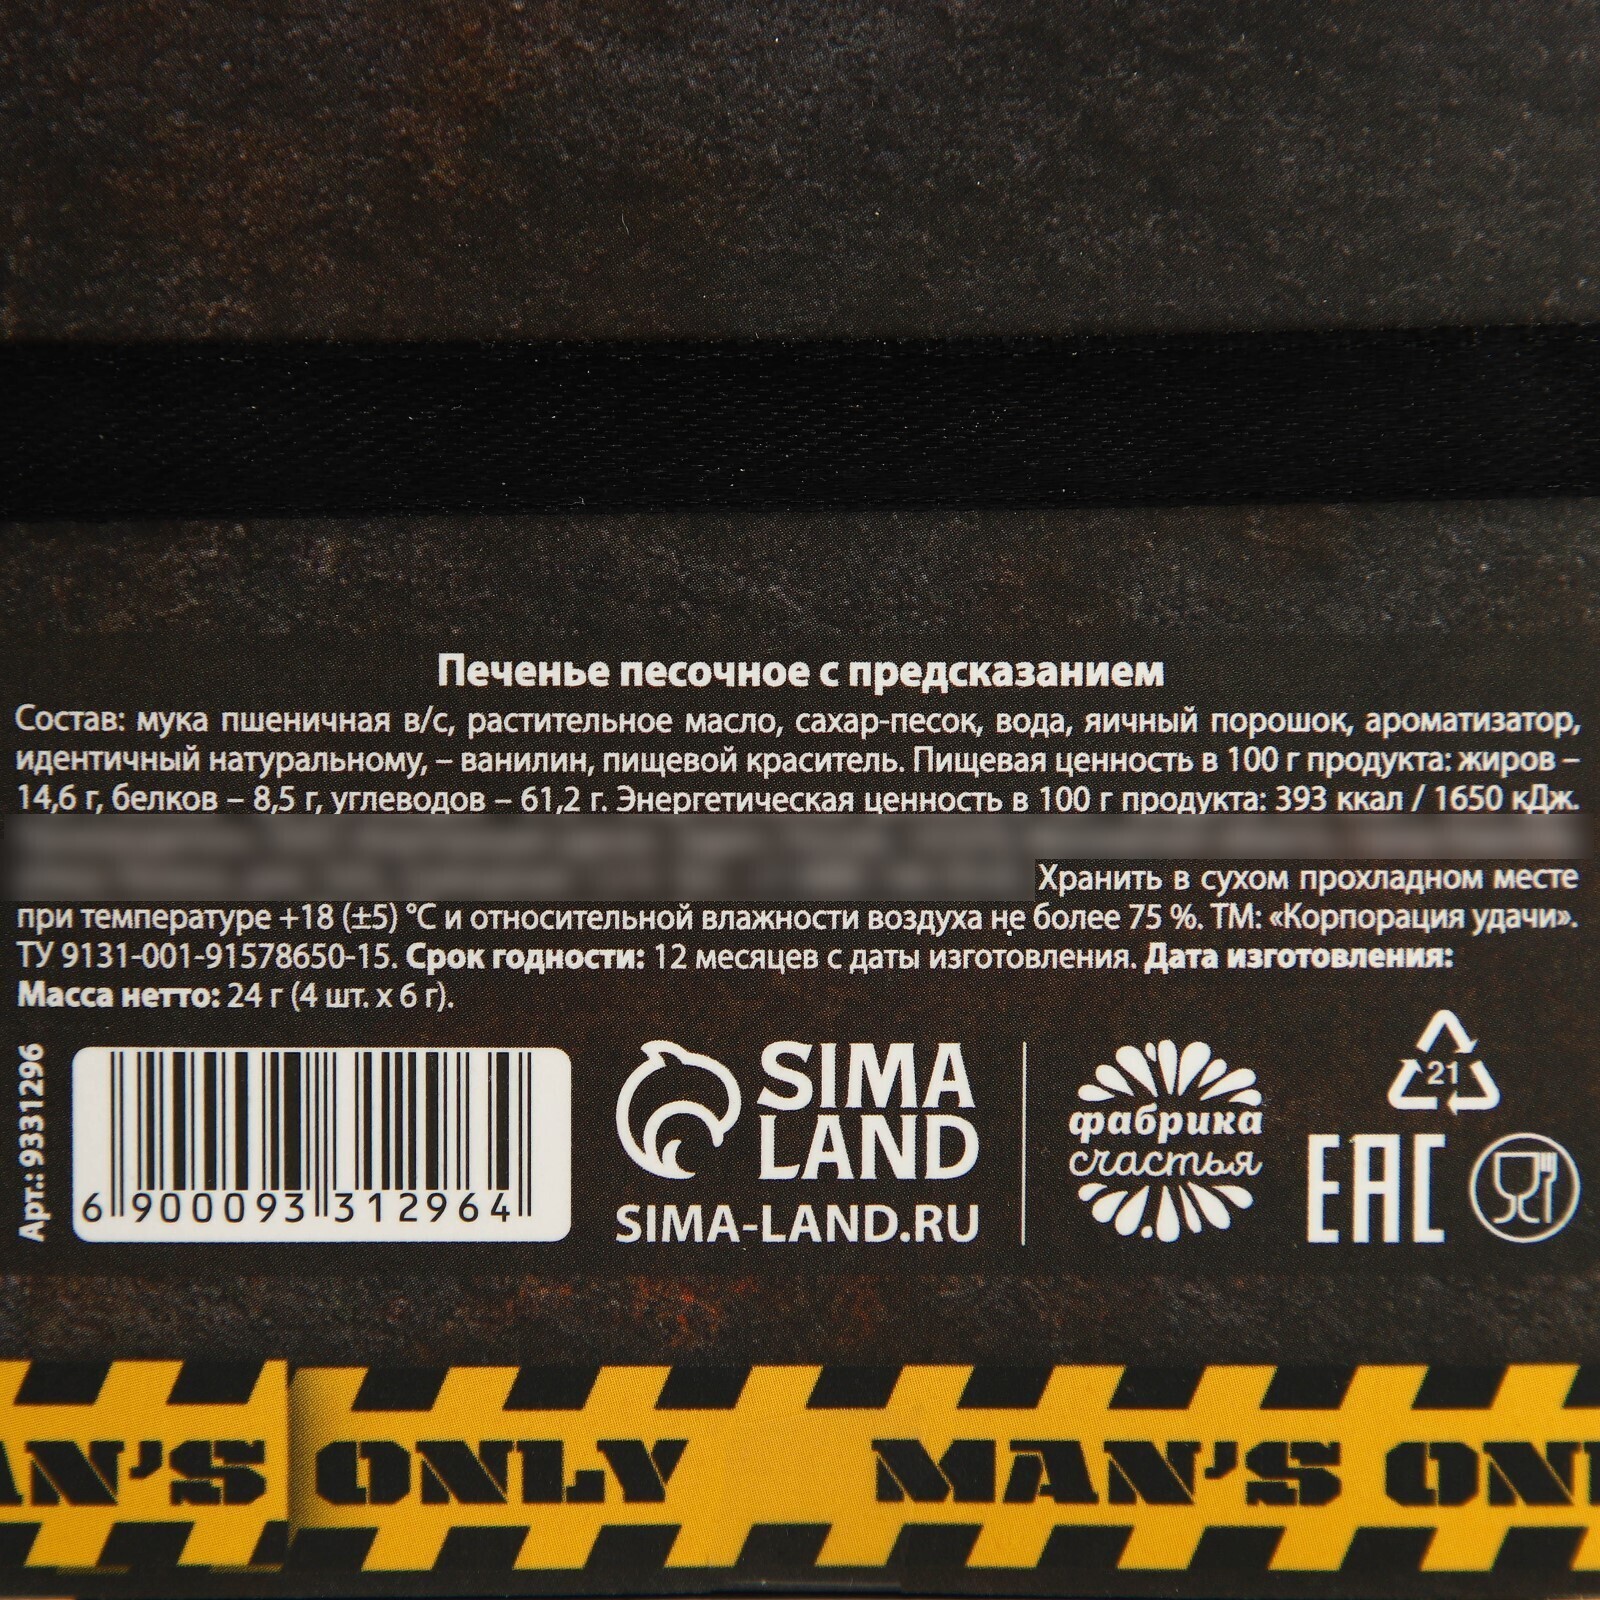 Печенье песочное с предсказанием
Состав: мука пшеничная в/с, растительное масло, сахар-песок, вода, яичный порошок, ароматизатор,
идентичный натуральному, – ванилин, пищевой краситель. Пищевая ценность в 100 г продукта: жиров –
14,6 г, белков – 8,5 г, углеводов – 61,2 г. Энергетическая ценность в 100 г продукта: 393 ккал / 1650 кДж.
Хранить в сухом прохладном месте
при температуре +18 (±5) °С и относительной влажности воздуха не более 75 %. ТМ: «Корпорация удачи».
ТУ 9131-001-91578650-15. Срок годности: 12 месяцев с даты изготовления. Дата изготовления:
Масса нетто: 24 г (4 шт. х 6 г).
Арт.: 9331296
6 900093 312964
SIMA
LAND
SIMA-LAND.RU
фабрика
счастья
21
EAC
AN'S ONLY MAN'S ONL